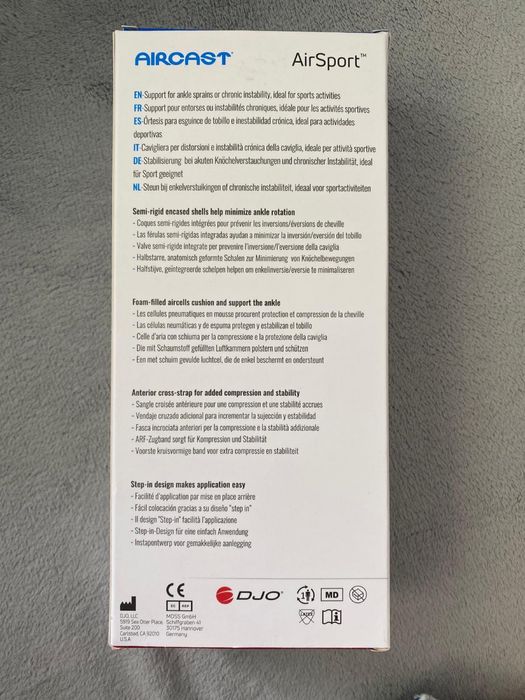 AIRCAST®
AirSport™
EN-Support for ankle sprains or chronic instability, ideal for sports activities
FR-Support pour entorses ou instabilités chroniques, idéale pour les activités sportives
ES-Órtesis para esguince de tobillo e inestabilidad crónica, ideal para actividades
deportivas
IT-Cavigliera per distorsioni e instabilità crónica della caviglia, ideale per attività sportive
DE-Stabilisierung bei akuten Knöchelverstauchungen und chronischer Instabilität, ideal
für Sport geeignet
NL-Steun bij enkelverstuikingen of chronische instabiliteit, ideaal voor sportactiviteiten
Semi-rigid encased shells help minimize ankle rotation
- Coques semi-rigides intégrées pour prévenir les inversions/éversions de cheville
- Las férulas semi-rígidas integradas ayudan a minimizar la inversión/eversión del tobillo
- Valve semi-rigide integrate per prevenire l'inversione/l'eversione della caviglia
- Halbstarre, anatomisch geformte Schalen zur Minimierung von Knöchelbewegungen
- Halfstijve, geïntegreerde schelpen helpen om enkelinversie/eversie te minimaliseren
Foam-filled aircells cushion and support the ankle
- Les cellules pneumatiques en mousse procurent protection et compression de la cheville
- Las células neumáticas y de espuma protegen y estabilizan el tobillo
- Celle d'aria con schiuma per la compressione e la protezione della caviglia
- Die mit Schaumstoff gefüllten Luftkammern polstern und schützen
- Een met schuim gevulde luchtcel, die de enkel beschermt en ondersteunt
Anterior cross-strap for added compression and stability
- Sangle croisée antérieure pour une compression et une stabilité accrues
- Vendaje cruzado adicional para incrementar la sujección y estabilidad
- Fasca incrociata anteriori per la compressione e la stabilità addizionale
- ARF-Zugband sorgt für Kompression und Stabilität
- Voorste kruisvormige band voor extra compressie en stabiliteit
Step-in design makes application easy
- Facilité d'application par mise en place arrière
- Fácil colocación gracias a su diseño "step in"
- Il design "Step-in" facilità l'applicazione
- Step-in-Design für eine einfach Anwendung
- Instapontwerp voor gemakkelijke aanlegging
DJO, LLC
5919 Sea Otter Place
Suite 200
Carlsbad, CA 92010
U.S.A
CE
EC REP
MDSS GmbH
Schiffgraben 41
30175 Hannover
Germany
DJO®
1
MD